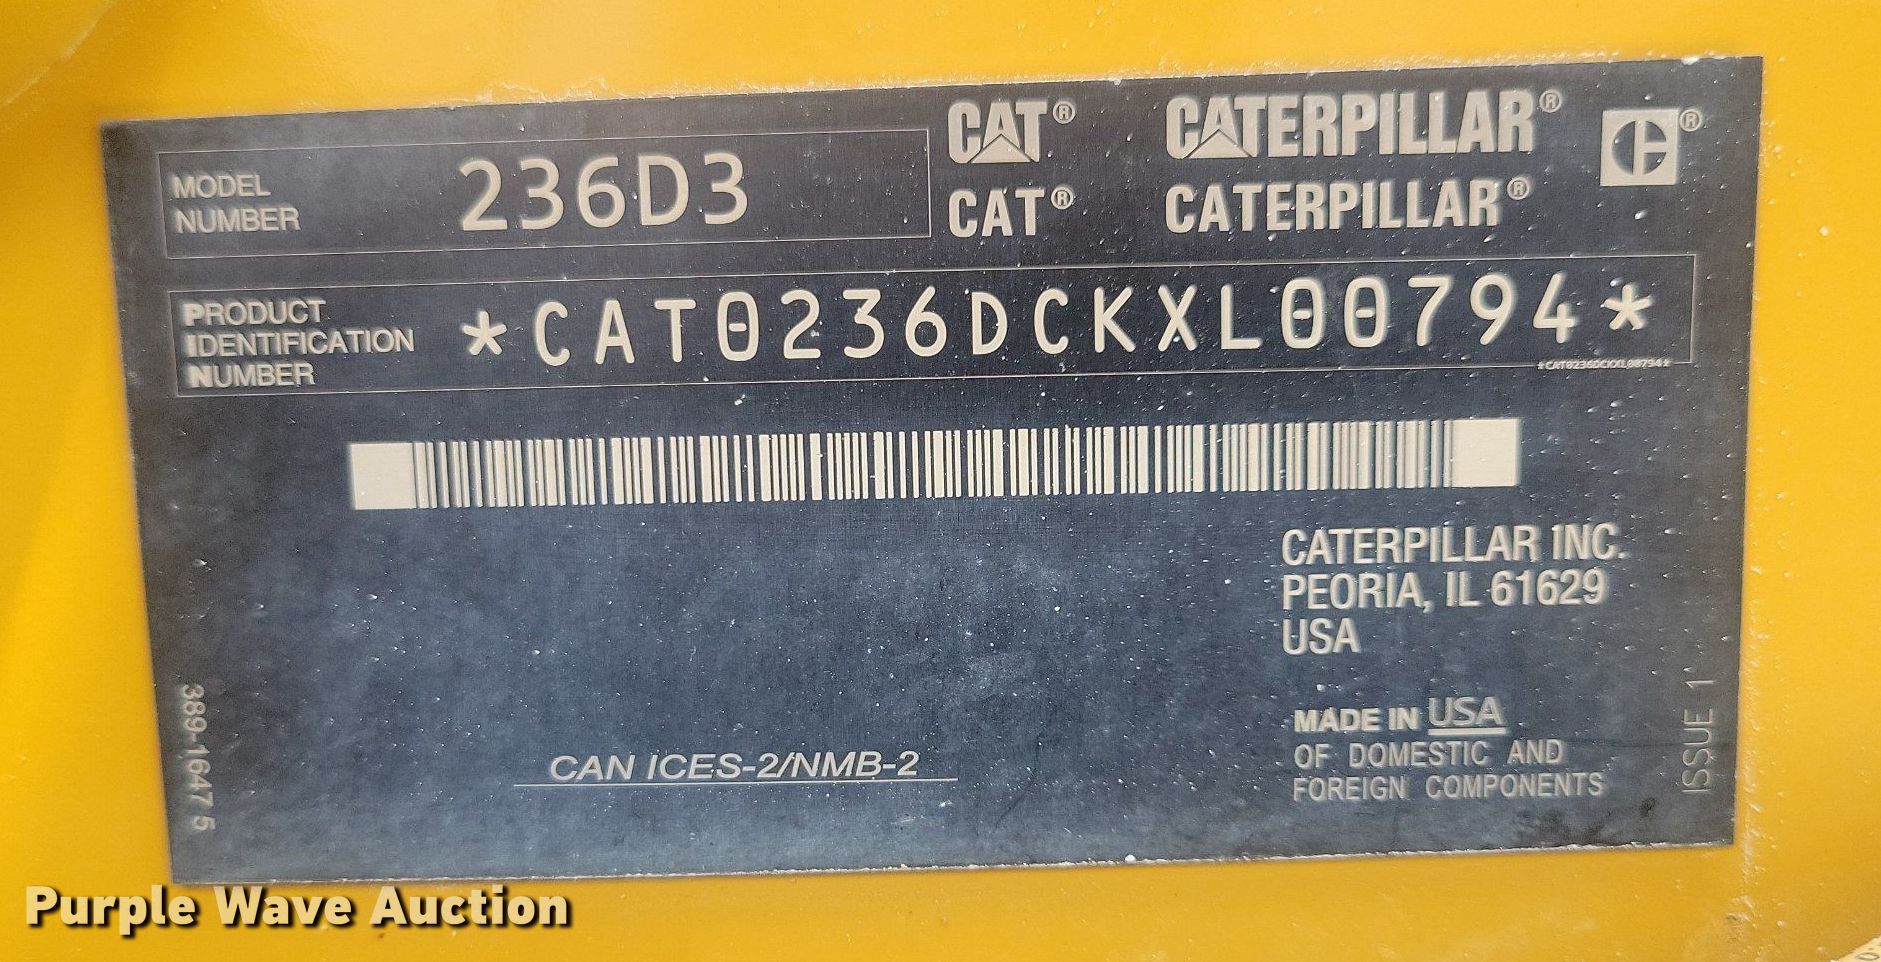 CAT® CATERPILLAR®
MODEL NUMBER 236D3
CAT® CATERPILLAR®
PRODUCT IDENTIFICATION NUMBER *CAT0236DCKXL00794*
*CAT0236DCKXL00794*
CATERPILLAR INC.
PEORIA, IL 61629
USA
MADE IN USA
OF DOMESTIC AND
FOREIGN COMPONENTS
CAN ICES-2/NMB-2
389-1647 5
ISSUE 1
Purple Wave Auction